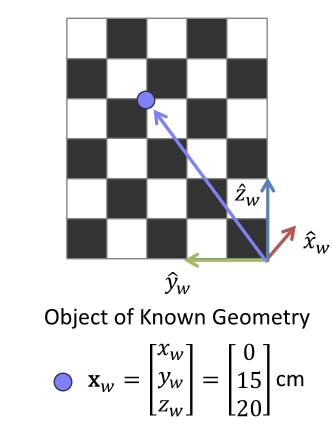 ẑ_w
x̂_w
ŷ_w
Object of Known Geometry
𝐱_w = [x_w y_w z_w] = [0 15 20] cm